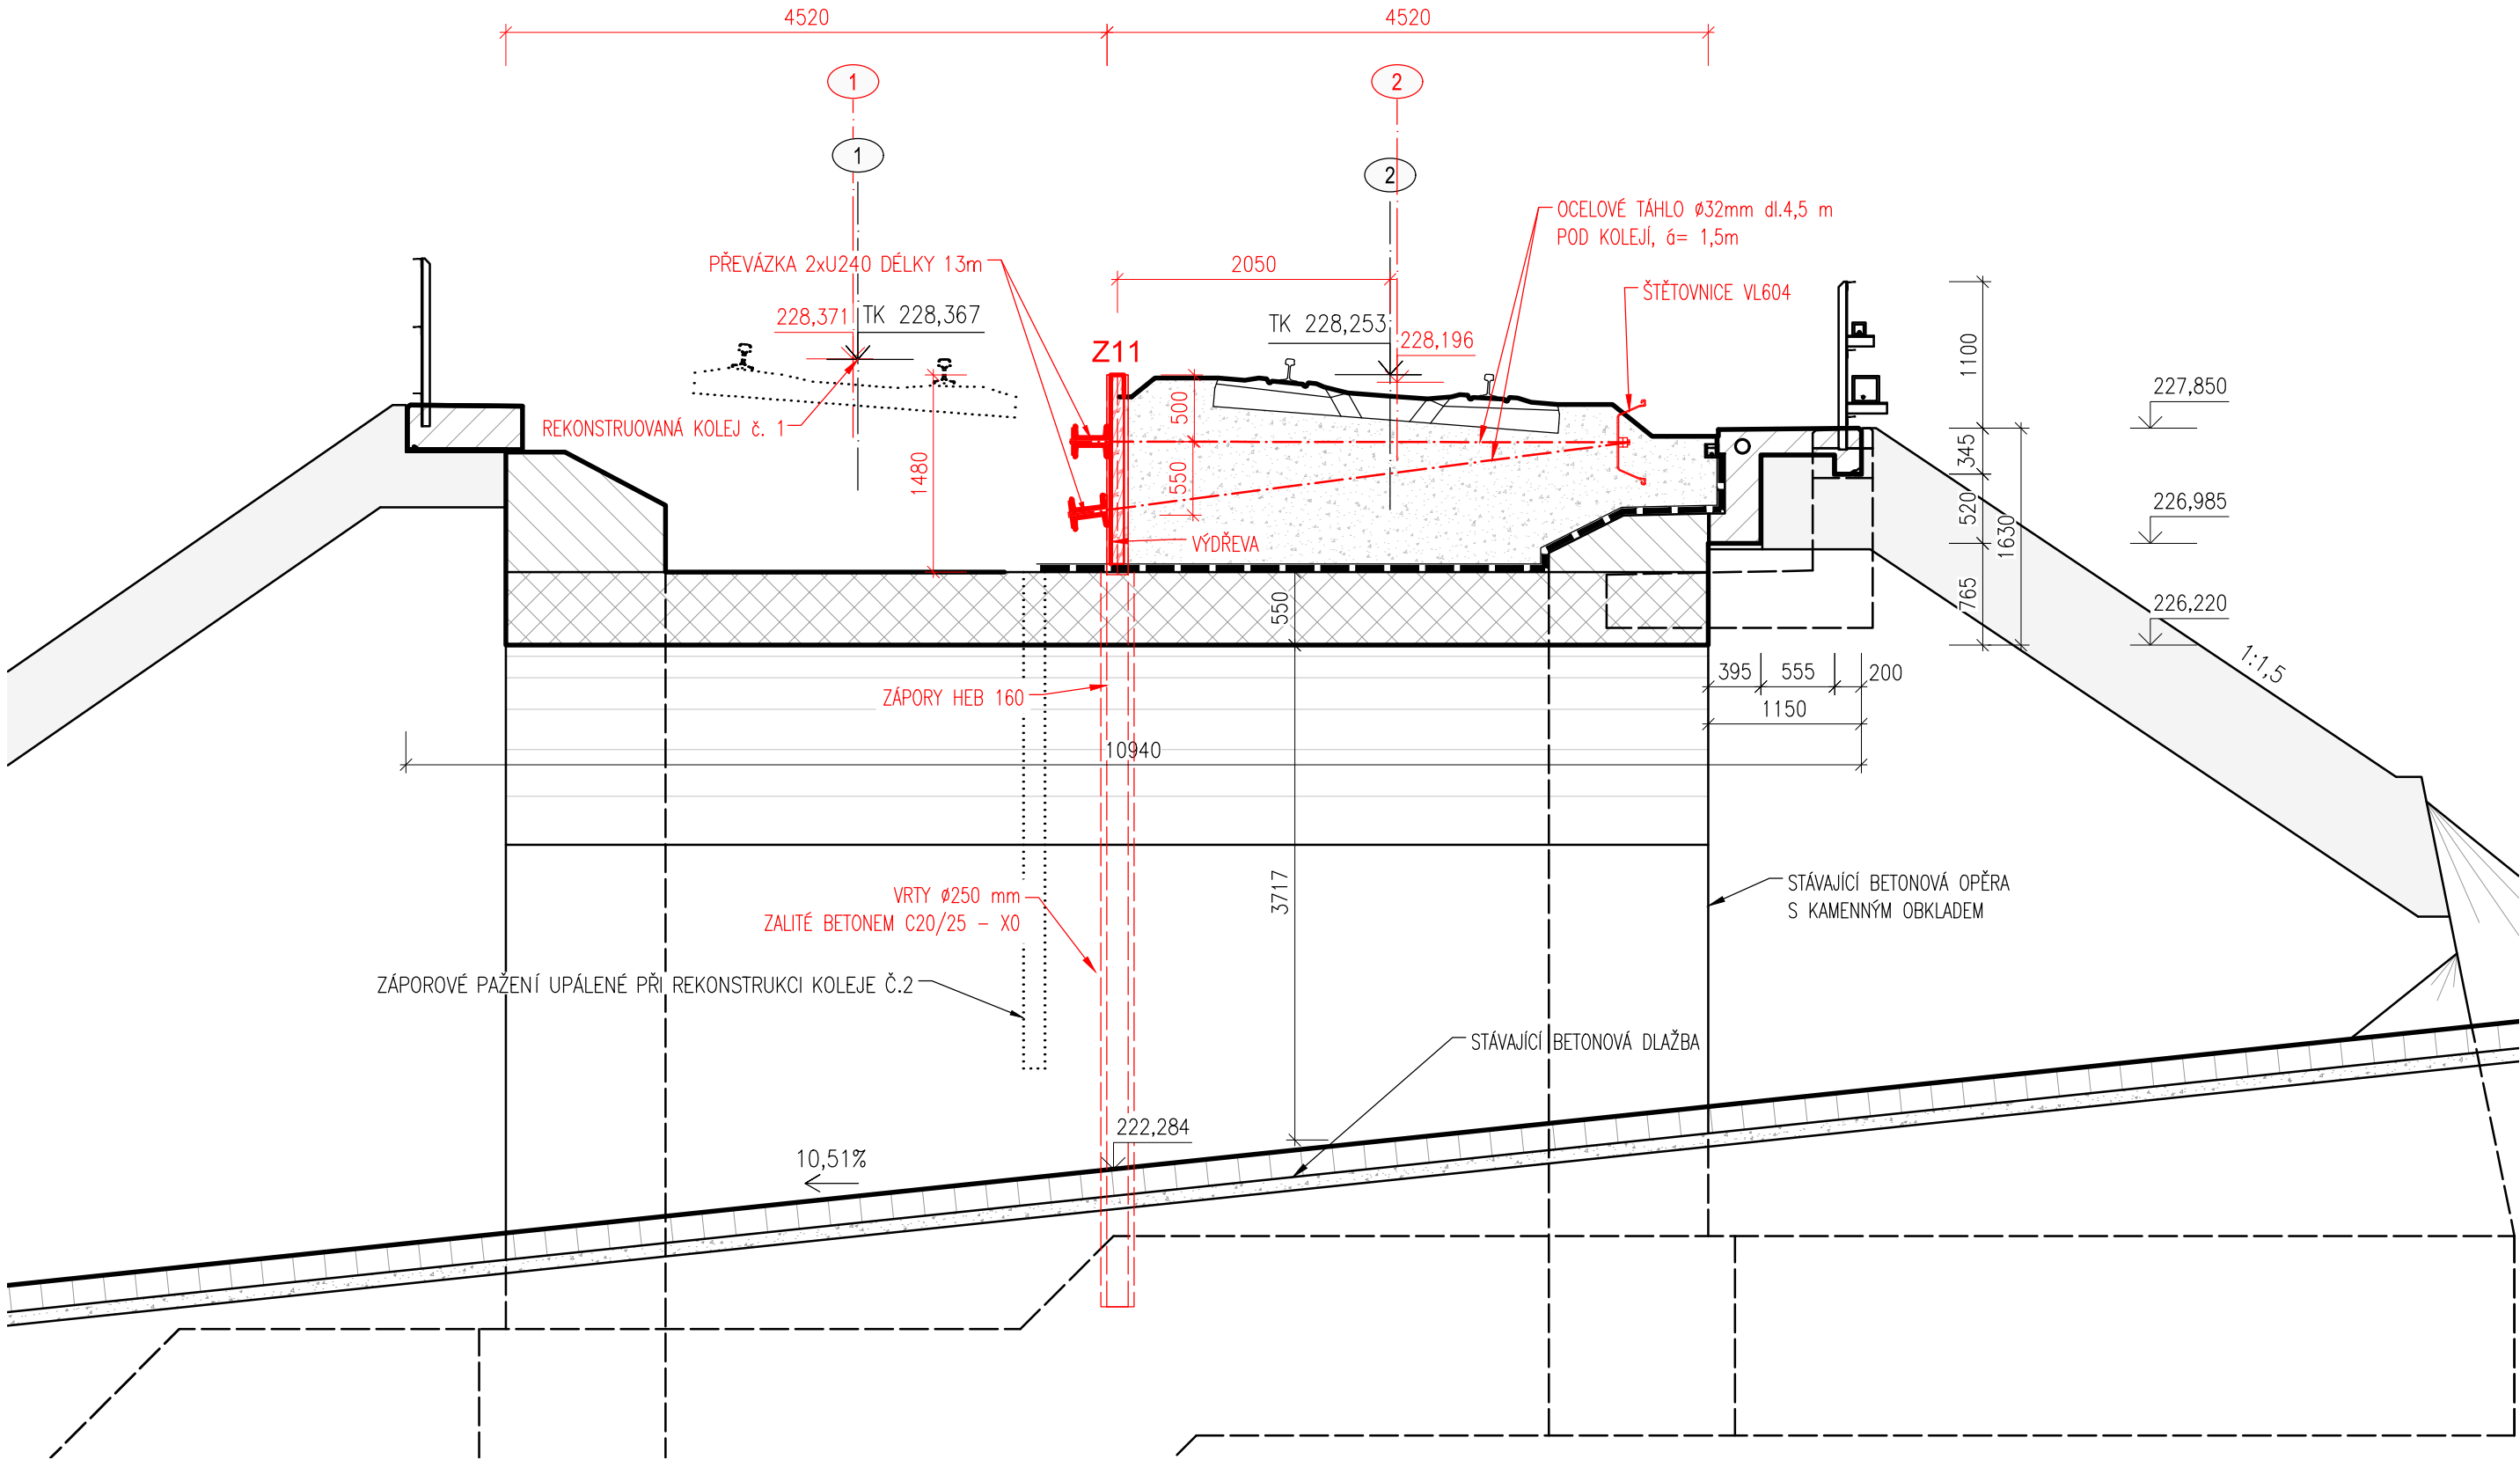 4520
4520
1
2
1
2
OCELOVÉ TÁHLO ø32mm dl.4,5 m
POD KOLEJÍ, á= 1,5m
PŘEVÁZKA 2xU240 DÉLKY 13m
2050
ŠTĚTOVNICE VL604
228,371
TK 228,367
TK 228,253
228,196
Z11
1100
227,850
REKONSTRUOVANÁ KOLEJ č. 1
500
345
1480
550
520
226,985
1630
VÝDŘEVA
765
550
226,220
1:1,5
395
555
200
ZÁPORY HEB 160
1150
10940
3717
VRTY ø250 mm
ZALITÉ BETONEM C20/25 - X0
STÁVAJÍCÍ BETONOVÁ OPĚRA
S KAMENNÝM OBKLADEM
ZÁPOROVÉ PAŽENÍ UPÁLENÉ PŘI REKONSTRUKCI KOLEJE Č.2
STÁVAJÍCÍ BETONOVÁ DLAŽBA
222,284
10,51%